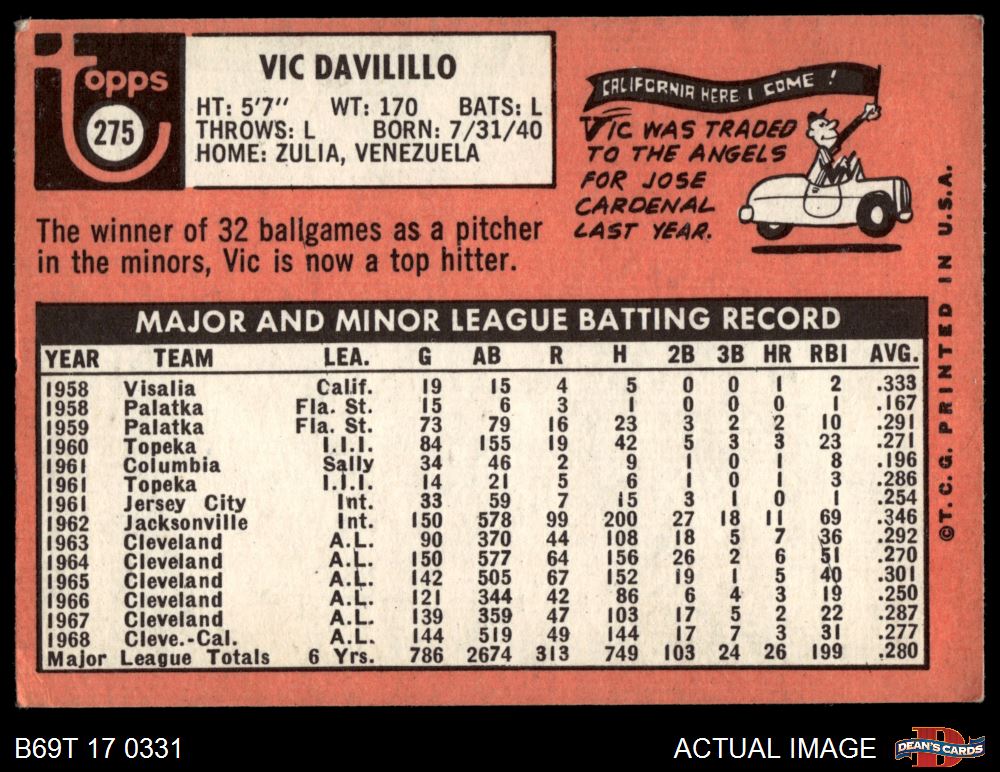 Topps
275
VIC DAVILILLO
HT: 5'7" WT: 170 BATS: L
THROWS: L BORN: 7/31/40
HOME: ZULIA, VENEZUELA
CALIFORNIA HERE I COME!
VIC WAS TRADED
TO THE ANGELS
FOR JOSE
CARDENAL
LAST YEAR.
The winner of 32 ballgames as a pitcher
in the minors, Vic is now a top hitter.
MAJOR AND MINOR LEAGUE BATTING RECORD
YEAR TEAM LEA. G AB R H 2B 3B HR RBI AVG.
1958 Visalia Calif. 19 15 4 5 0 0 1 2 .333
1958 Palatka Fla. St. 15 6 3 1 0 0 0 1 .167
1959 Palatka Fla. St. 73 79 16 23 3 2 2 10 .291
1960 Topeka I.I.I. 84 155 19 42 5 3 3 23 .271
1961 Columbia Sally 34 46 2 9 1 0 1 8 .196
1961 Topeka I.I.I. 14 21 5 6 1 0 1 3 .286
1961 Jersey City Int. 33 59 7 15 3 1 0 1 .254
1962 Jacksonville Int. 150 578 99 200 27 18 11 69 .346
1963 Cleveland A.L. 90 370 44 108 18 5 7 36 .292
1964 Cleveland A.L. 150 577 64 156 26 2 6 51 .270
1965 Cleveland A.L. 142 505 67 152 19 1 5 40 .301
1966 Cleveland A.L. 121 344 42 86 6 4 3 19 .250
1967 Cleveland A.L. 139 359 47 103 17 5 2 22 .287
1968 Cleve.-Cal. A.L. 144 519 49 144 17 7 3 31 .277
Major League Totals 6 Yrs. 786 2674 313 749 103 24 26 199 .280
©T.C.G. PRINTED IN U.S.A.
B69T 17 0331
ACTUAL IMAGE
DEAN'S CARDS